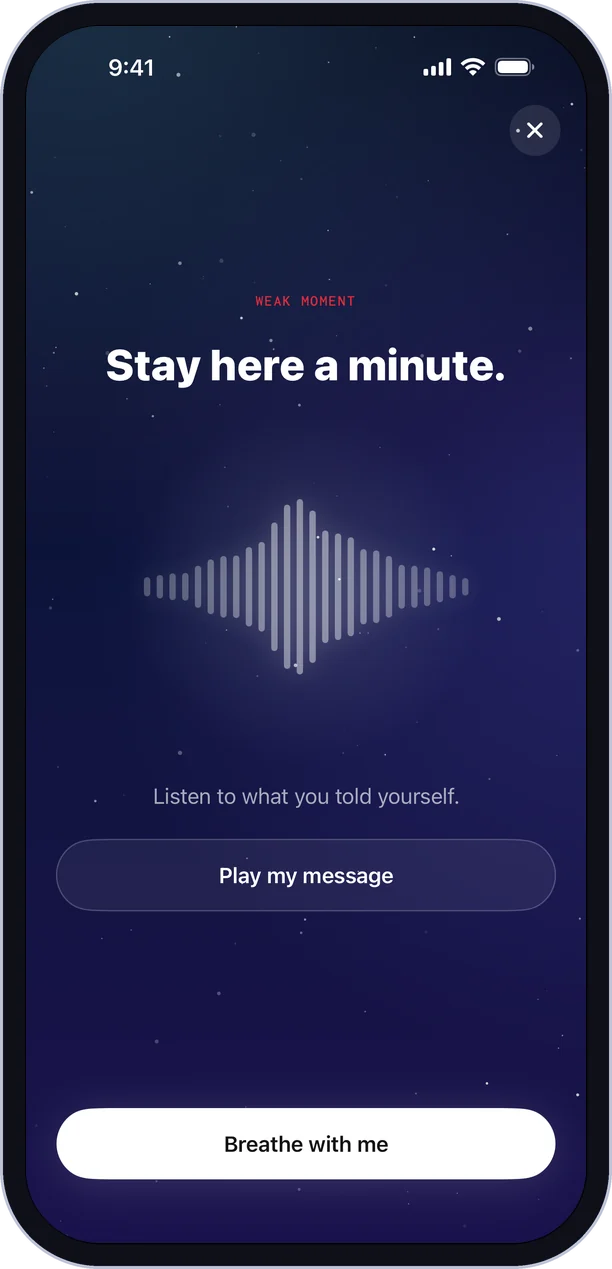 9:41
WEAK MOMENT
Stay here a minute.
Listen to what you told yourself.
Play my message
Breathe with me